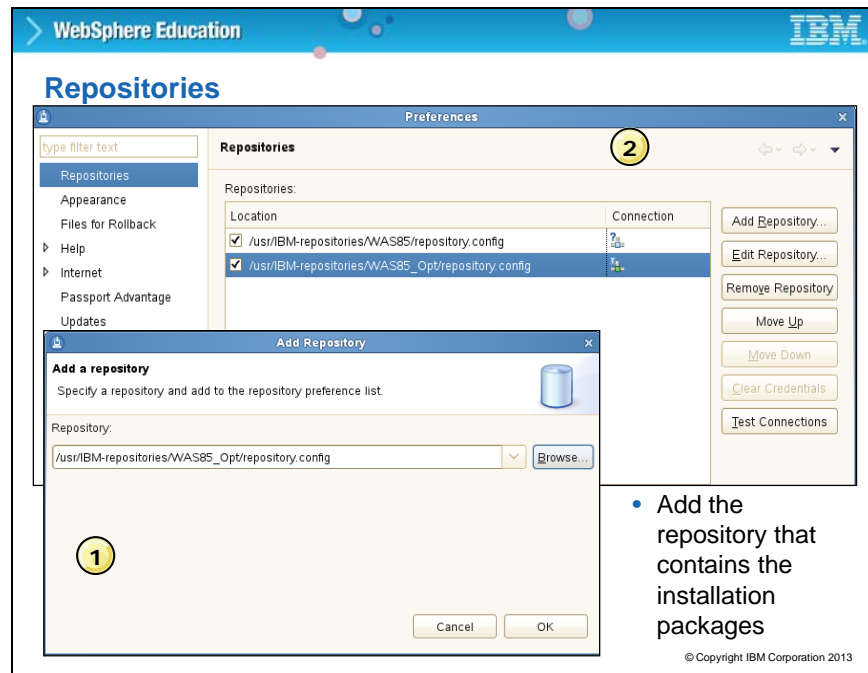 WebSphere Education
IBM
Repositories
Preferences
type filter text
Repositories
Appearance
Files for Rollback
Help
Internet
Passport Advantage
Updates
Repositories
2
Repositories:
Location
Connection
/usr/IBM-repositories/WAS85/repository.config
/usr/IBM-repositories/WAS85_Opt/repository.config
Add Repository...
Edit Repository...
Remove Repository
Move Up
Move Down
Clear Credentials
Test Connections
Add Repository
Add a repository
Specify a repository and add to the repository preference list.
Repository:
/usr/IBM-repositories/WAS85_Opt/repository.config
Browse...
1
Cancel
OK
• Add the
repository that
contains the
installation
packages
© Copyright IBM Corporation 2013